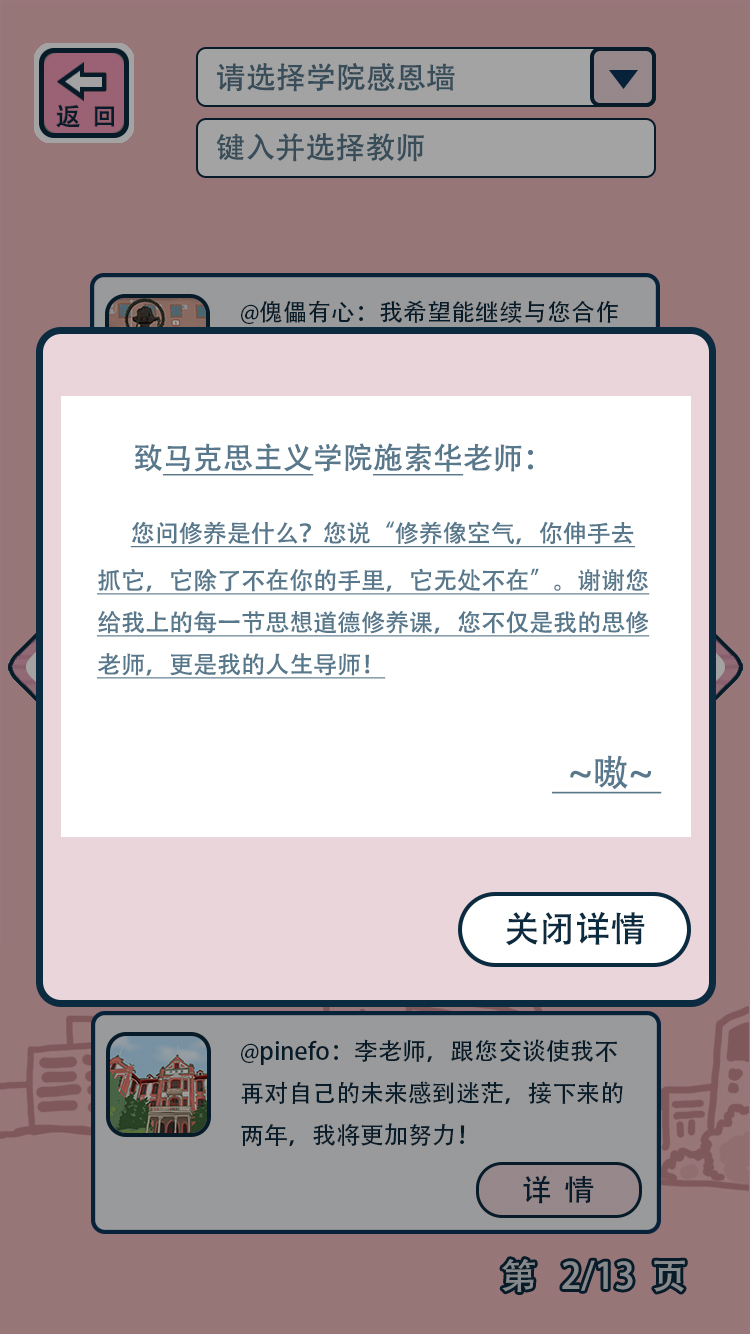 返 回
请选择学院感恩墙
键入并选择教师
@傀儡有心：我希望能继续与您合作
致马克思主义学院施索华老师：
您问修养是什么？您说“修养像空气，你伸手去
抓它，它除了不在你的手里，它无处不在”。谢谢您
给我上的每一节思想道德修养课，您不仅是我的思修
老师，更是我的人生导师！
~嗷~
关闭详情
@pinefo：李老师，跟您交谈使我不
再对自己的未来感到迷茫，接下来的
两年，我将更加努力！
详 情
第 2/13 页